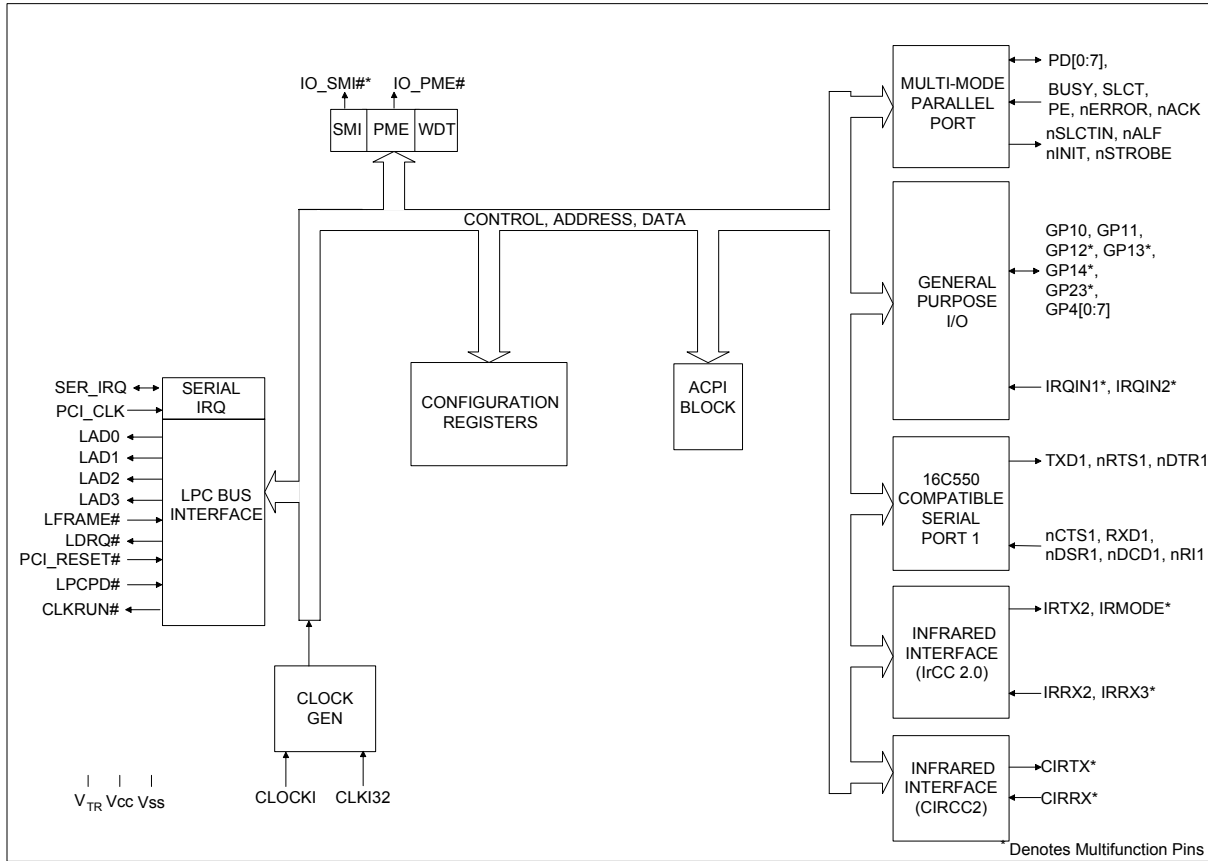 IO_SMI#* IO_PME#
SMI PME WDT
CONTROL, ADDRESS, DATA
MULTI-MODE
PARALLEL
PORT
PD[0:7],
BUSY, SLCT,
PE, nERROR, nACK
nSLCTIN, nALF
nINIT, nSTROBE
GENERAL
PURPOSE
I/O
GP10, GP11,
GP12*, GP13*,
GP14*,
GP23*,
GP4[0:7]
IRQIN1*, IRQIN2*
CONFIGURATION
REGISTERS
ACPI
BLOCK
SER_IRQ
PCI_CLK
LAD0
LAD1
LAD2
LAD3
LFRAME#
LDRQ#
PCI_RESET#
LPCPD#
CLKRUN#
SERIAL
IRQ
LPC BUS
INTERFACE
16C550
COMPATIBLE
SERIAL
PORT 1
TXD1, nRTS1, nDTR1
nCTS1, RXD1,
nDSR1, nDCD1, nRI1
INFRARED
INTERFACE
(IrCC 2.0)
IRTX2, IRMODE*
IRRX2, IRRX3*
CLOCK
GEN
CLOCKI CLKI32
INFRARED
INTERFACE
(CIRCC2)
CIRTX*
CIRRX*
VTR Vcc Vss
* Denotes Multifunction Pins